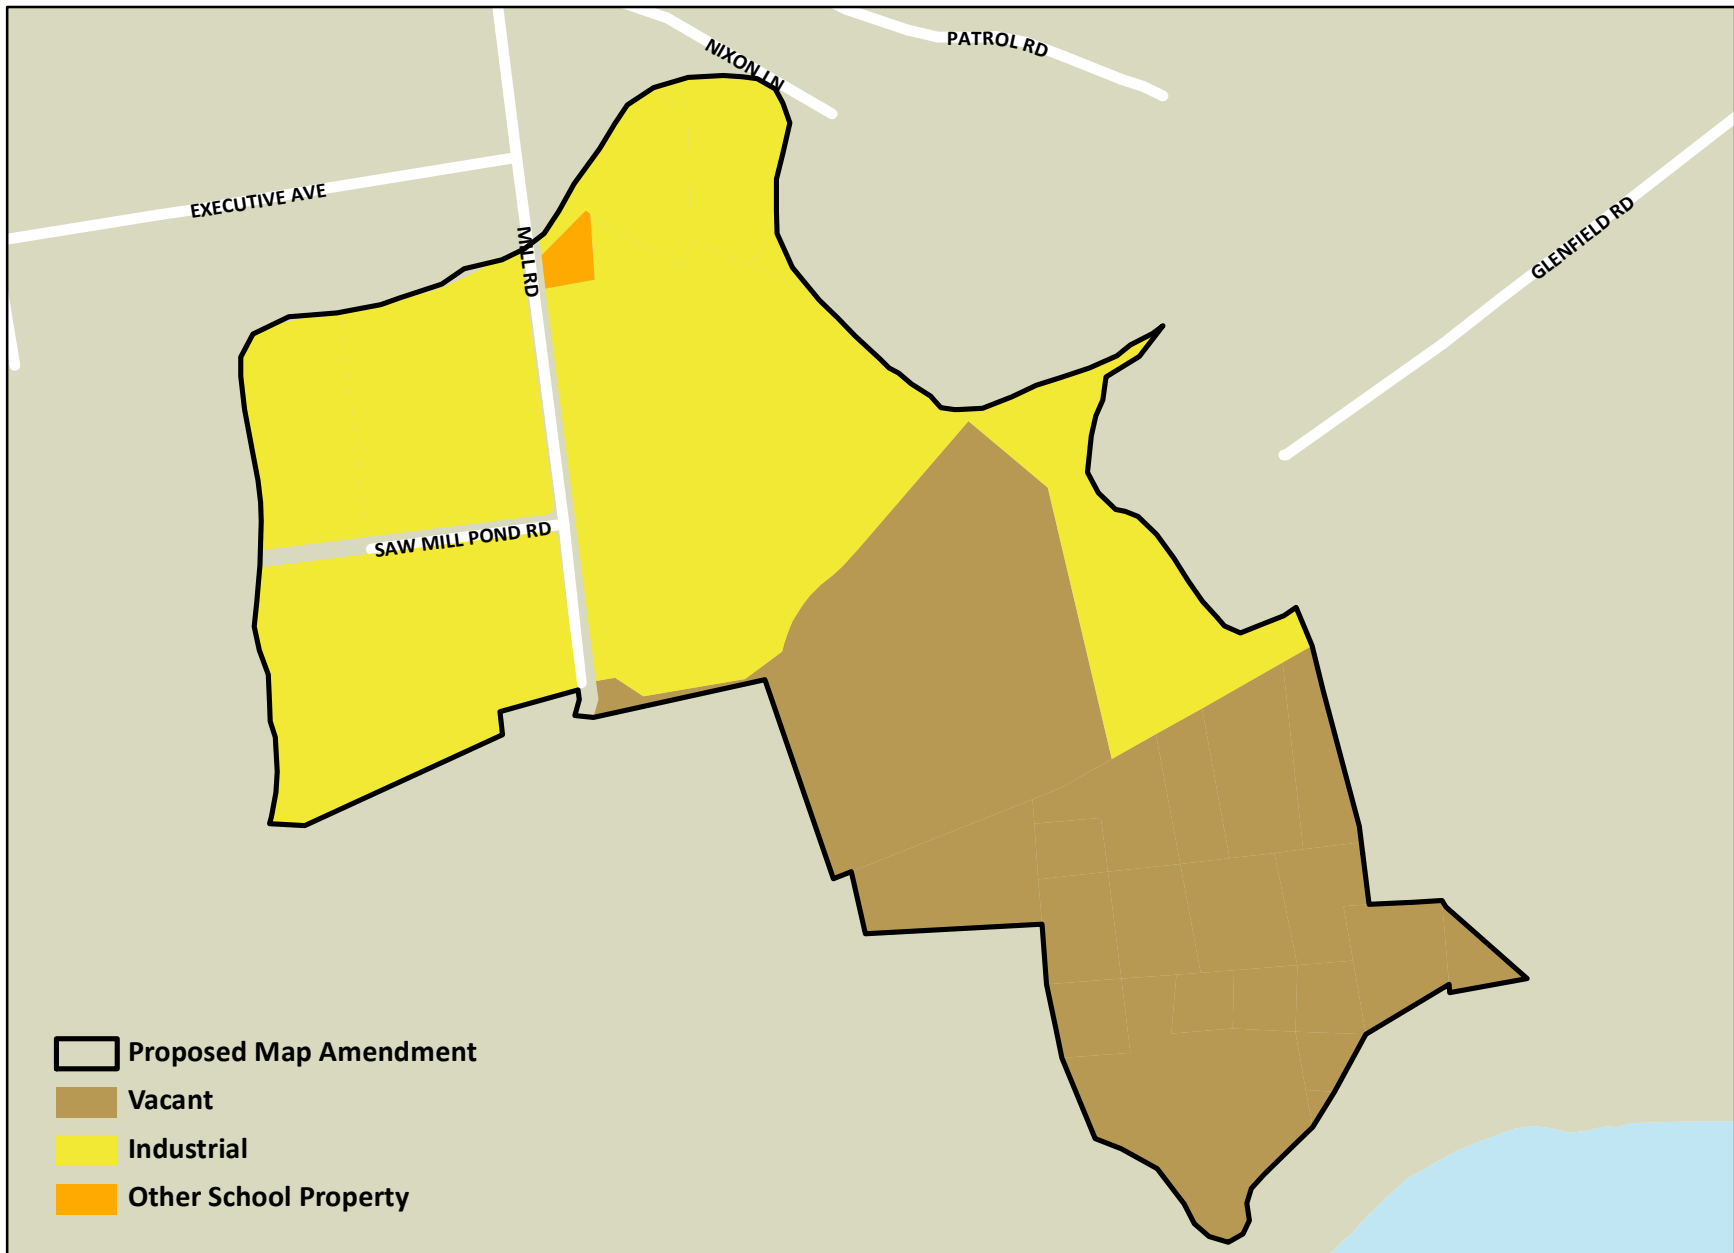 PATROL RD
NIXON LN
EXECUTIVE AVE
GLENFIELD RD
MILL RD
SAW MILL POND RD
Proposed Map Amendment
Vacant
Industrial
Other School Property